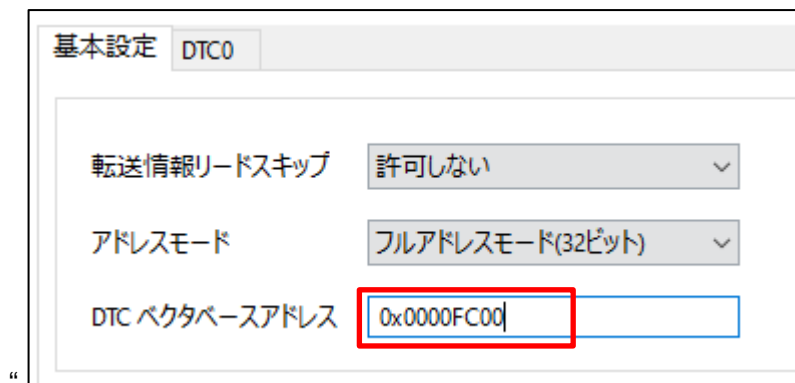 基本設定 DTC0
転送情報リードスキップ 許可しない
アドレスモード フルアドレスモード(32ビット)
DTC ベクタベースアドレス 0x0000FC00
“